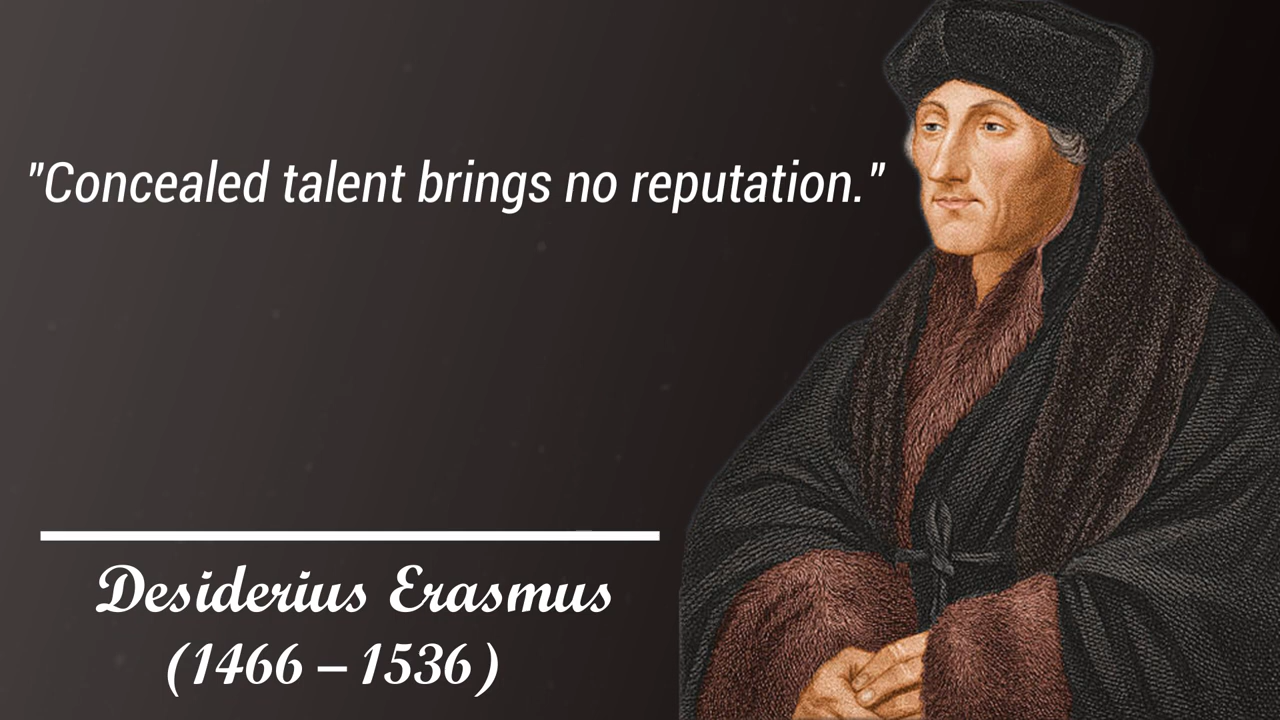 "Concealed talent brings no reputation."
Desiderius Erasmus
(1466 – 1536)